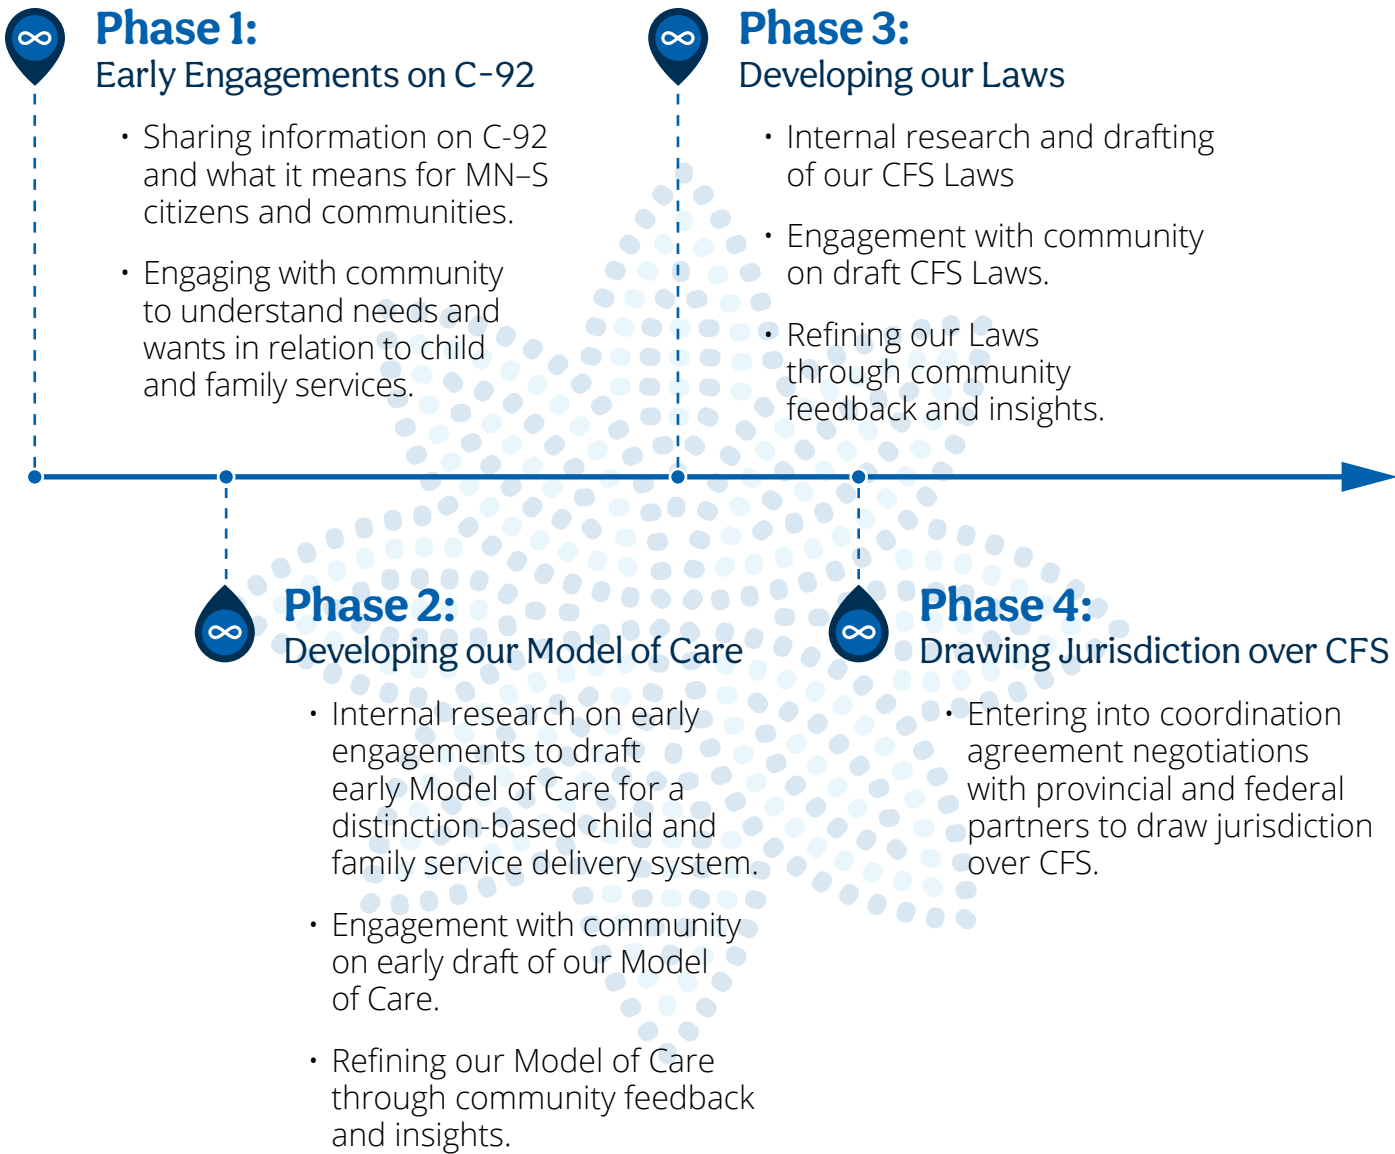 Phase 1:
Early Engagements on C-92
• Sharing information on C-92
and what it means for MN–S
citizens and communities.
• Engaging with community
to understand needs and
wants in relation to child
and family services.
Phase 3:
Developing our Laws
• Internal research and drafting
of our CFS Laws
• Engagement with community
on draft CFS Laws.
• Refining our Laws
through community
feedback and insights.
Phase 2:
Developing our Model of Care
• Internal research on early
engagements to draft
early Model of Care for a
distinction-based child and
family service delivery system.
• Engagement with community
on early draft of our Model
of Care.
• Refining our Model of Care
through community feedback
and insights.
Phase 4:
Drawing Jurisdiction over CFS
• Entering into coordination
agreement negotiations
with provincial and federal
partners to draw jurisdiction
over CFS.